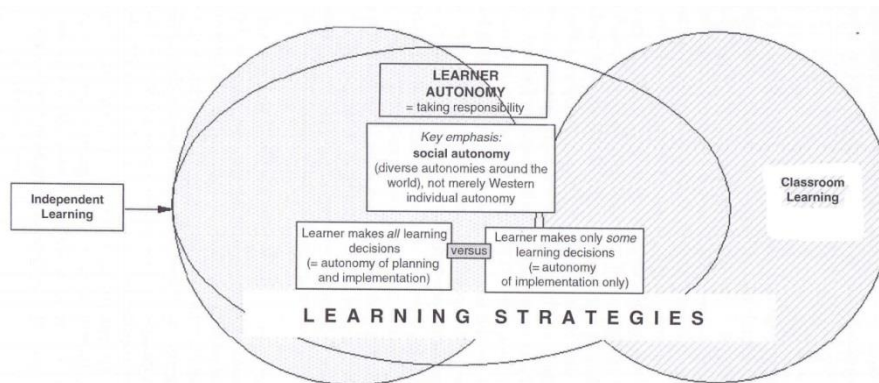 LEARNER
AUTONOMY
= taking responsibility
Key emphasis:
social autonomy
(diverse autonomies around the
world), not merely Western
individual autonomy
Independent
Learning
Classroom
Learning
Learner makes all learning
decisions
(= autonomy of planning
and implementation)
versus
Learner makes only some
learning decisions
(= autonomy
of implementation only)
LEARNING STRATEGIES